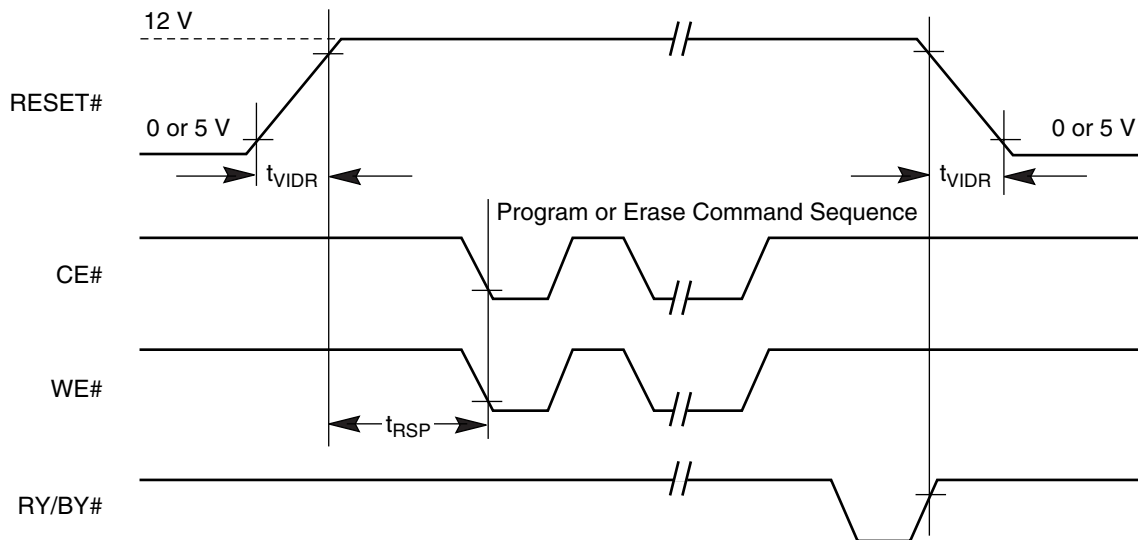 12 V
RESET#
0 or 5 V
0 or 5 V
tVIDR
tVIDR
Program or Erase Command Sequence
CE#
WE#
tRSP
RY/BY#